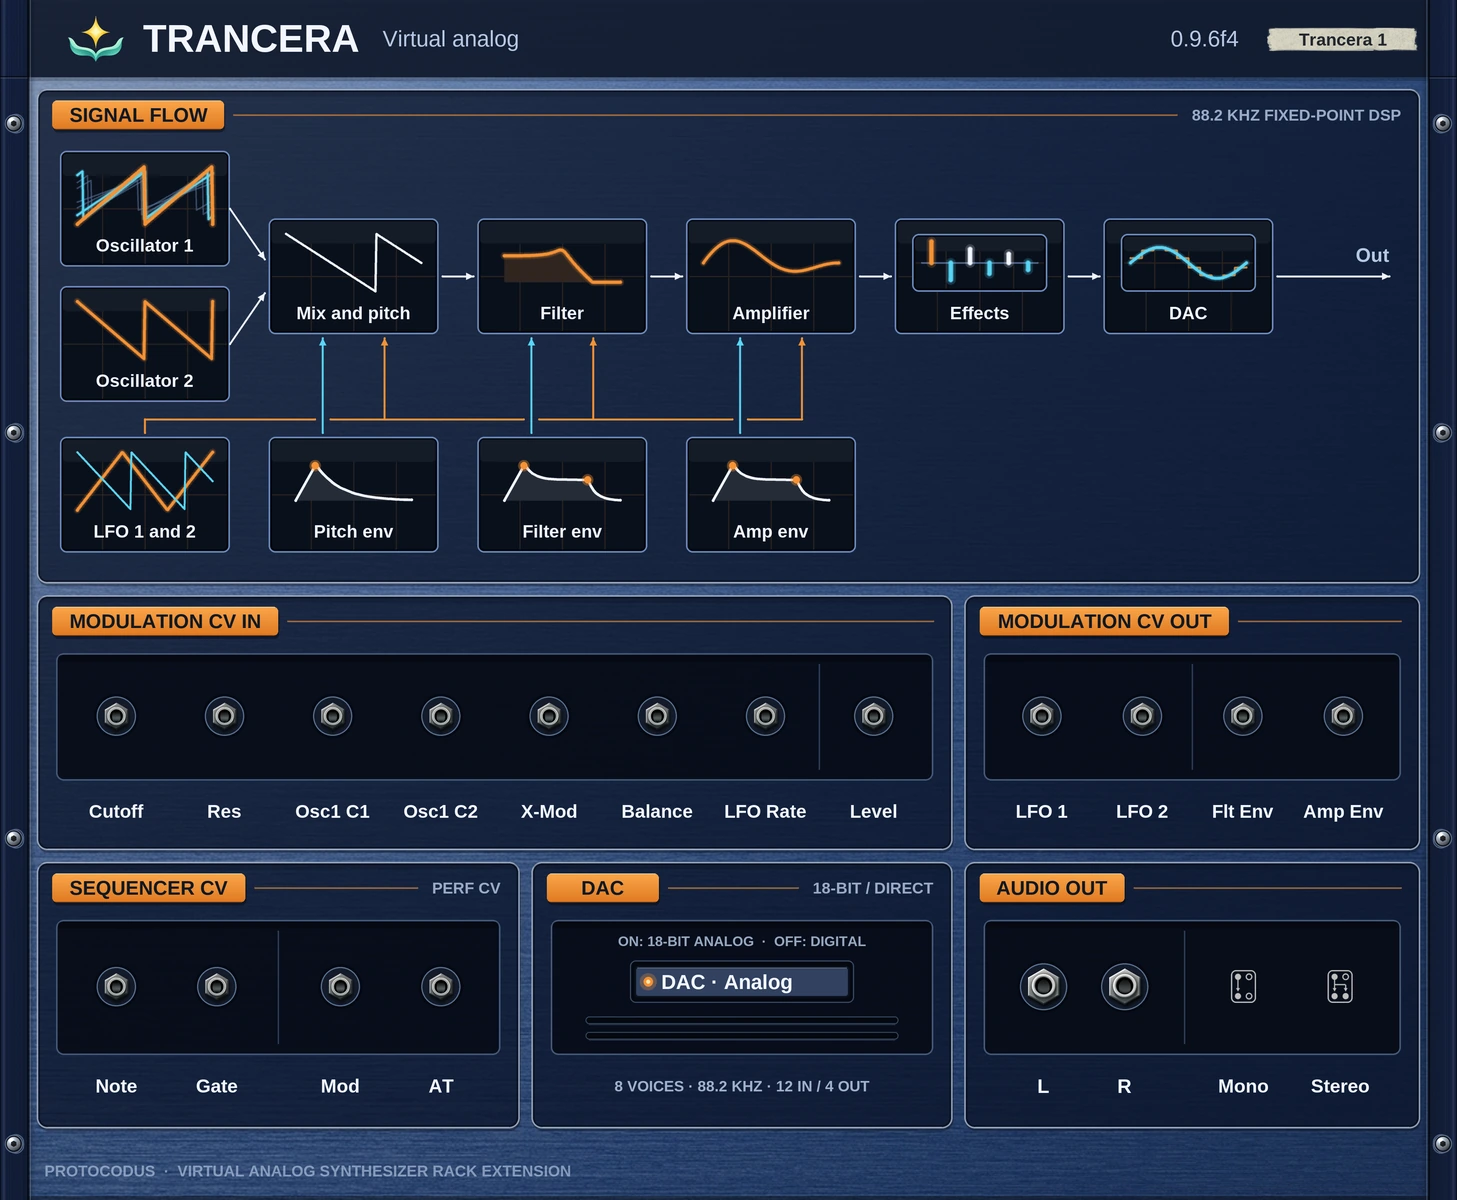 TRANCERA Virtual analog 0.9.6f4 Trancera 1
SIGNAL FLOW 88.2 KHZ FIXED-POINT DSP
Oscillator 1
Mix and pitch Filter Amplifier Effects DAC Out
Oscillator 2
LFO 1 and 2 Pitch env Filter env Amp env
MODULATION CV IN
Cutoff Res Osc1 C1 Osc1 C2 X-Mod Balance LFO Rate Level
MODULATION CV OUT
LFO 1 LFO 2 Flt Env Amp Env
SEQUENCER CV PERF CV
Note Gate Mod AT
DAC 18-BIT / DIRECT
ON: 18-BIT ANALOG · OFF: DIGITAL
DAC · Analog
8 VOICES · 88.2 KHZ · 12 IN / 4 OUT
AUDIO OUT
L R Mono Stereo
PROTOCODUS · VIRTUAL ANALOG SYNTHESIZER RACK EXTENSION